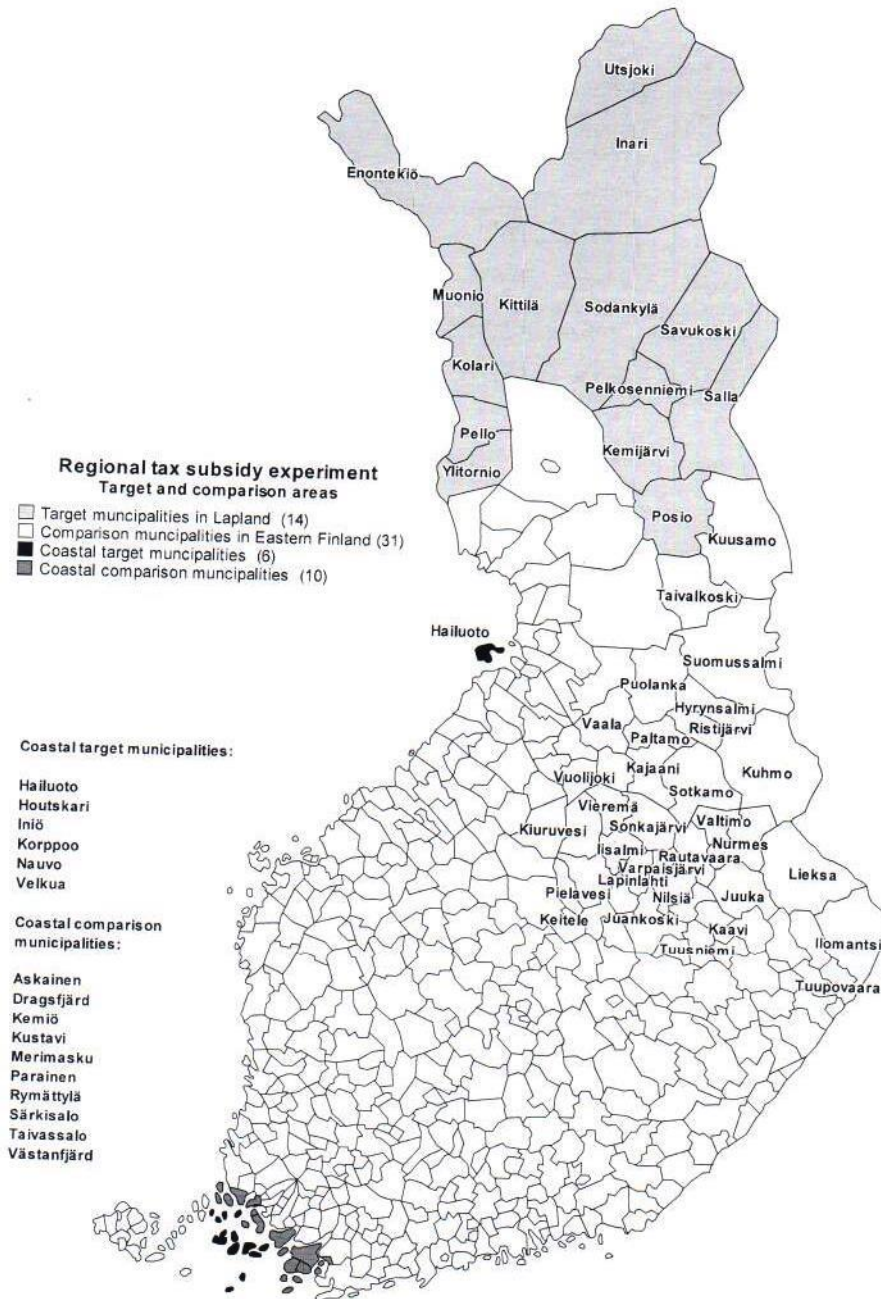 Utsjoki
Inari
Enontekiö
Muonio
Kittilä
Sodankylä
Savukoski
Kolari
Pelkosenniemi
Salla
Pello
Kemijärvi
Ylitornio
Regional tax subsidy experiment
Target and comparison areas
Target muncipalities in Lapland (14)
Comparison muncipalities in Eastern Finland (31)
Coastal target muncipalities (6)
Coastal comparison muncipalities (10)
Posio
Kuusamo
Taivalkoski
Hailuoto
Suomussalmi
Puolanka
Hyrynsalmi
Vaala
Ristijärvi
Paltamo
Kajaani
Kuhmo
Vuolijoki
Sotkamo
Vieremä
Valtimo
Kiuruvesi
Sonkajärvi
Nurmes
Iisalmi
Rautavaara
Varpaisjärvi
Lieksa
Lapinlahti
Pielavesi
Nilsiä
Juuka
Keitele
Juankoski
Kaavi
Ilomantsi
Tuusniemi
Tuupovaara
Coastal target municipalities:
Hailuoto
Houtskari
Iniö
Korppoo
Nauvo
Velkua
Coastal comparison
municipalities:
Askainen
Dragsfjärd
Kemiö
Kustavi
Merimasku
Parainen
Rymättylä
Särkisalo
Taivassalo
Västanfjärd